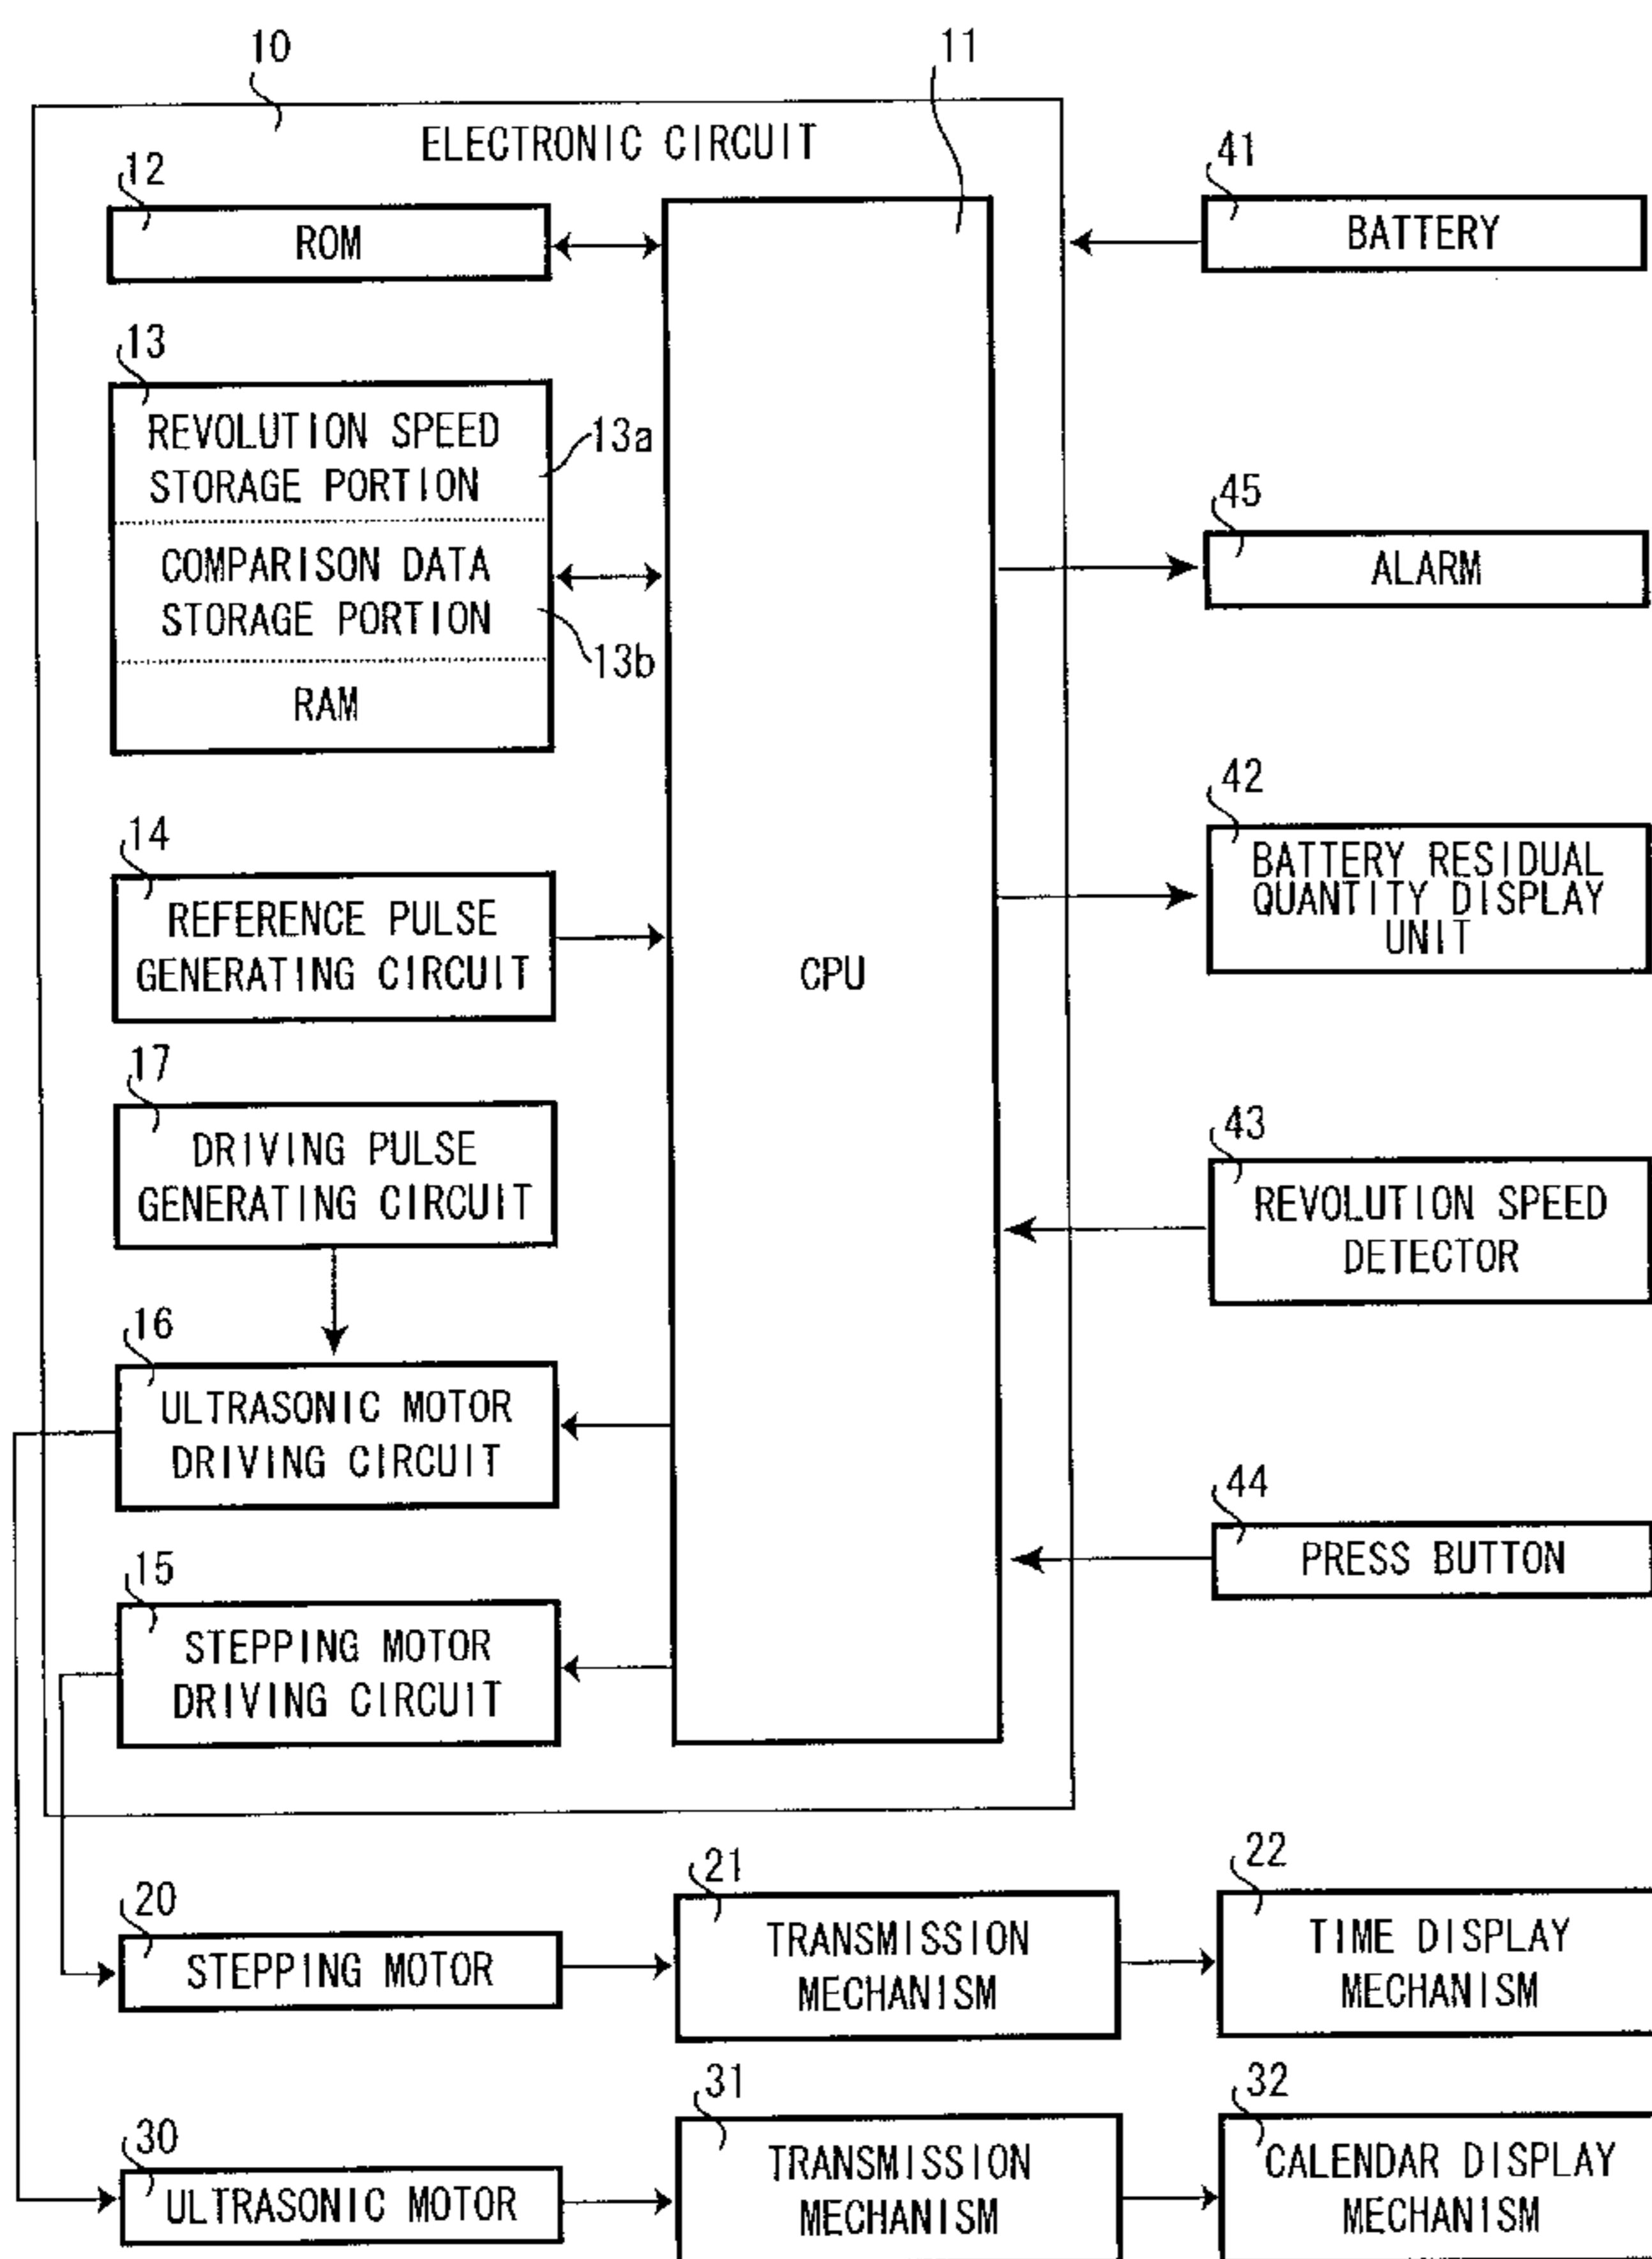 10
11
ELECTRONIC CIRCUIT
12
ROM
41
BATTERY
13
REVOLUTION SPEED
STORAGE PORTION
13a
COMPARISON DATA
STORAGE PORTION
13b
RAM
45
ALARM
14
REFERENCE PULSE
GENERATING CIRCUIT
CPU
42
BATTERY RESIDUAL
QUANTITY DISPLAY
UNIT
17
DRIVING PULSE
GENERATING CIRCUIT
43
REVOLUTION SPEED
DETECTOR
16
ULTRASONIC MOTOR
DRIVING CIRCUIT
44
PRESS BUTTON
15
STEPPING MOTOR
DRIVING CIRCUIT
20
STEPPING MOTOR
21
TRANSMISSION
MECHANISM
22
TIME DISPLAY
MECHANISM
30
ULTRASONIC MOTOR
31
TRANSMISSION
MECHANISM
32
CALENDAR DISPLAY
MECHANISM